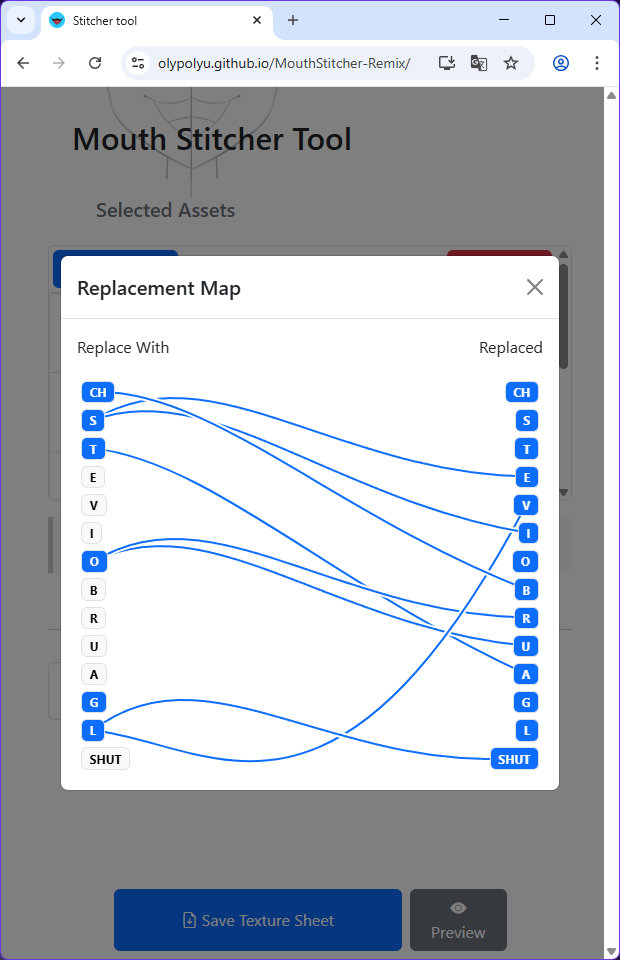 Stitcher tool
olypolyu.github.io/MouthStitcher-Remix/
Mouth Stitcher Tool
Selected Assets
Replacement Map
Replace With Replaced
CH CH
S S
T T
E E
V V
I I
O O
B B
R R
U U
A A
G G
L L
SHUT SHUT
Save Texture Sheet
Preview